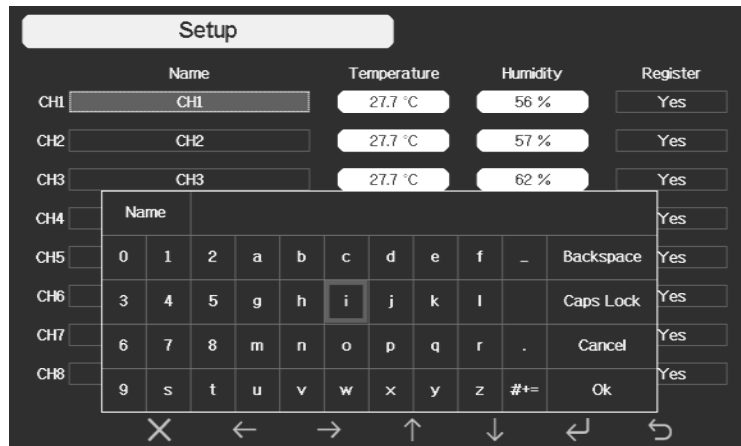 Setup
Name Temperature Humidity Register
CH1 CH1 27.7 °C 56 % Yes
CH2 CH2 27.7 °C 57 % Yes
CH3 CH3 27.7 °C 62 % Yes
CH4 Name Yes
CH5 0 1 2 a b c d e f _ Backspace Yes
CH6 3 4 5 g h i j k l Caps Lock Yes
CH7 6 7 8 m n o p q r . Cancel Yes
CH8 9 s t u v w x y z #+= Ok Yes